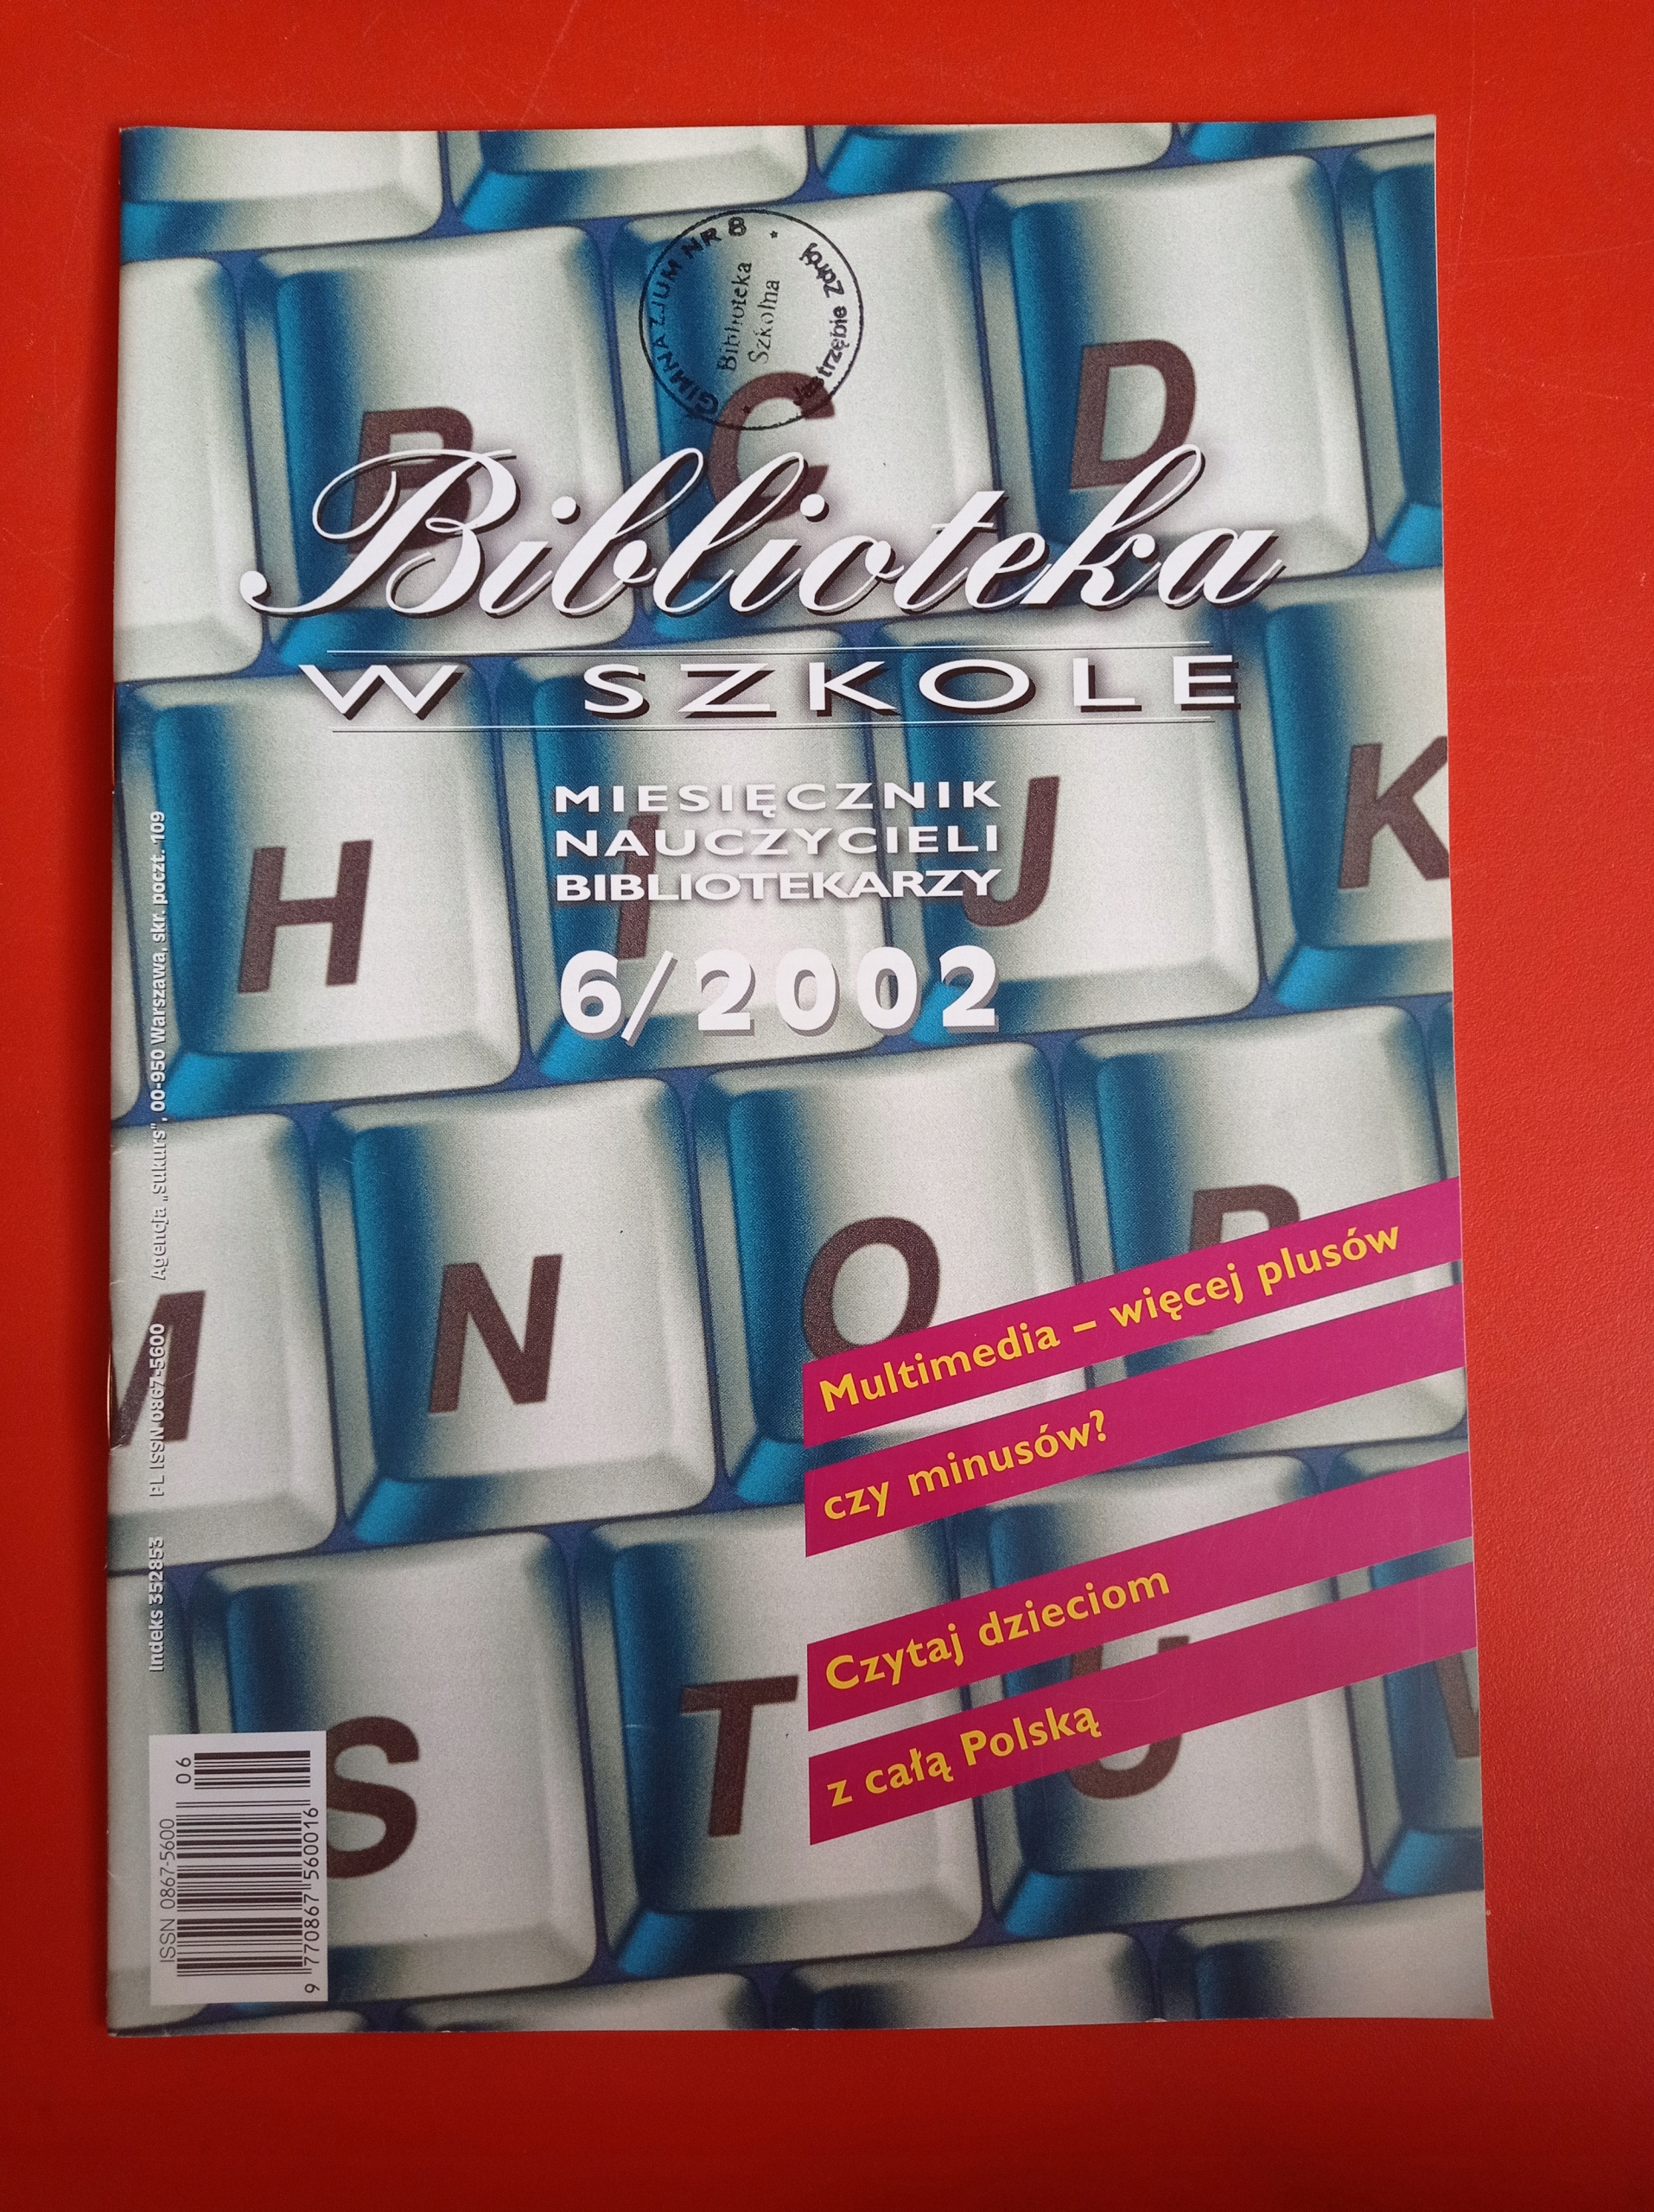 GIMNAZJUM NR 8
Biblioteka
Szkolna
Jastrzębie Zdrój
B C D
Biblioteka
W SZKOLE
MIESIĘCZNIK
NAUCZYCIELI
BIBLIOTEKARZY
6/2002
H I J K
M N O P
Multimedia – więcej plusów
czy minusów?
S T U
Czytaj dzieciom
z całą Polską
Indeks 352853 PL ISSN 0867-5600 Agencja „Sukurs”, 00-950 Warszawa, skr. poczt. 109
ISSN 0867-5600
06
9 770867 560016